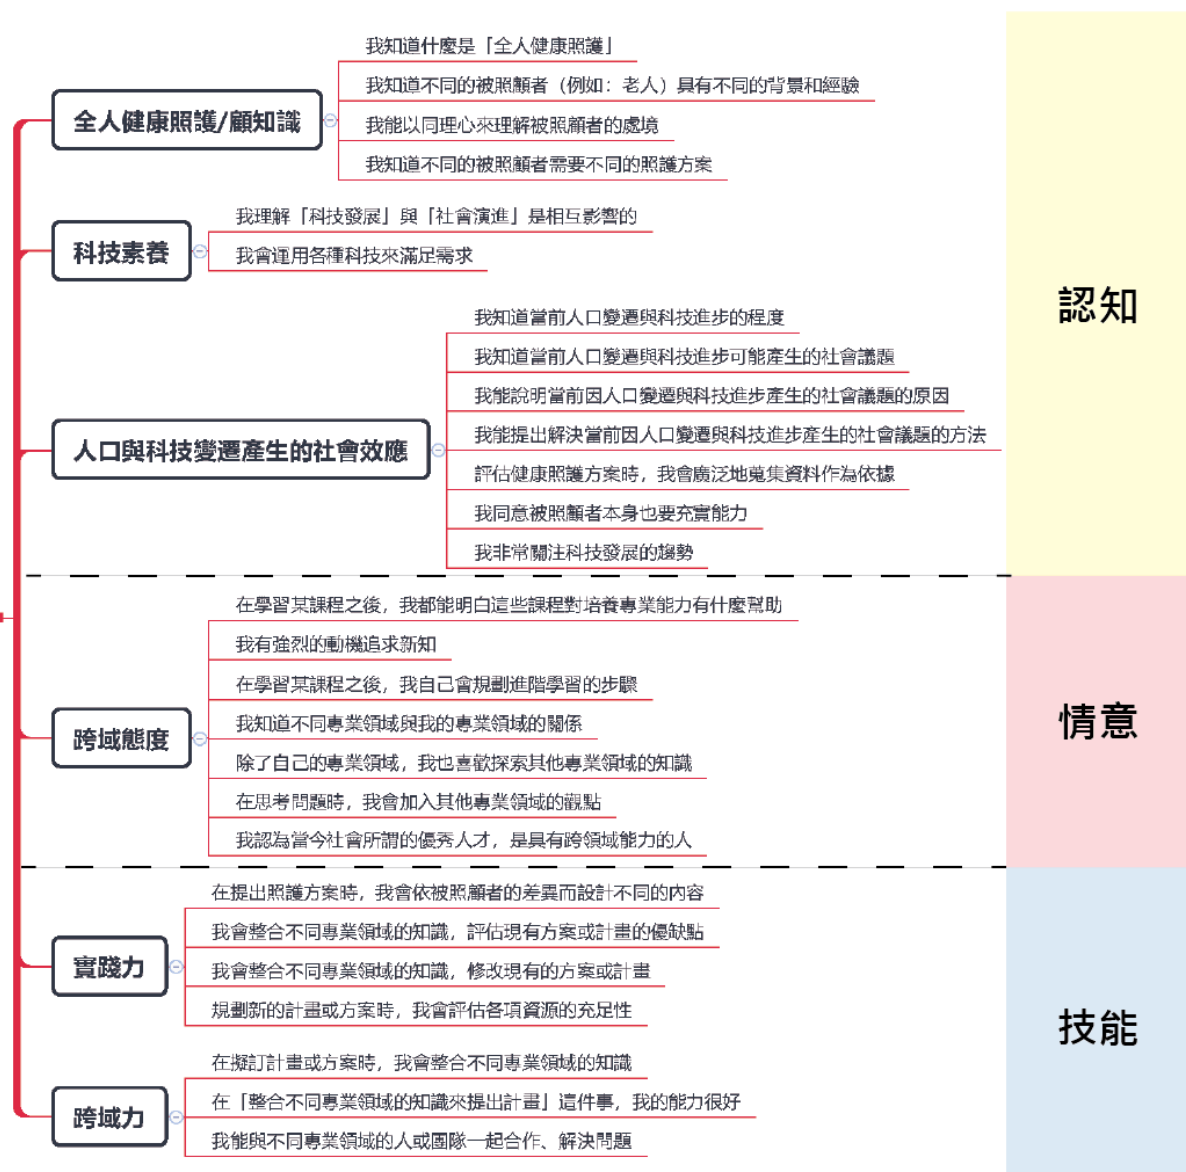 全人健康照護/顧知識
我知道什麼是「全人健康照護」
我知道不同的被照顧者（例如：老人）具有不同的背景和經驗
我能以同理心來理解被照顧者的處境
我知道不同的被照顧者需要不同的照護方案
科技素養
我理解「科技發展」與「社會演進」是相互影響的
我會運用各種科技來滿足需求
認知
人口與科技變遷產生的社會效應
我知道當前人口變遷與科技進步的程度
我知道當前人口變遷與科技進步可能產生的社會議題
我能說明當前因人口變遷與科技進步產生的社會議題的原因
我能提出解決當前因人口變遷與科技進步產生的社會議題的方法
評估健康照護方案時，我會廣泛地蒐集資料作為依據
我同意被照顧者本身也要充實能力
我非常關注科技發展的趨勢
跨域態度
在學習某課程之後，我都能明白這些課程對培養專業能力有什麼幫助
我有強烈的動機追求新知
在學習某課程之後，我自己會規劃進階學習的步驟
我知道不同專業領域與我的專業領域的關係
除了自己的專業領域，我也喜歡探索其他專業領域的知識
在思考問題時，我會加入其他專業領域的觀點
我認為當今社會所謂的優秀人才，是具有跨領域能力的人
情意
實踐力
在提出照護方案時，我會依被照顧者的差異而設計不同的內容
我會整合不同專業領域的知識，評估現有方案或計畫的優缺點
我會整合不同專業領域的知識，修改現有的方案或計畫
規劃新的計畫或方案時，我會評估各項資源的充足性
技能
跨域力
在擬訂計畫或方案時，我會整合不同專業領域的知識
在「整合不同專業領域的知識來提出計畫」這件事，我的能力很好
我能與不同專業領域的人或團隊一起合作、解決問題